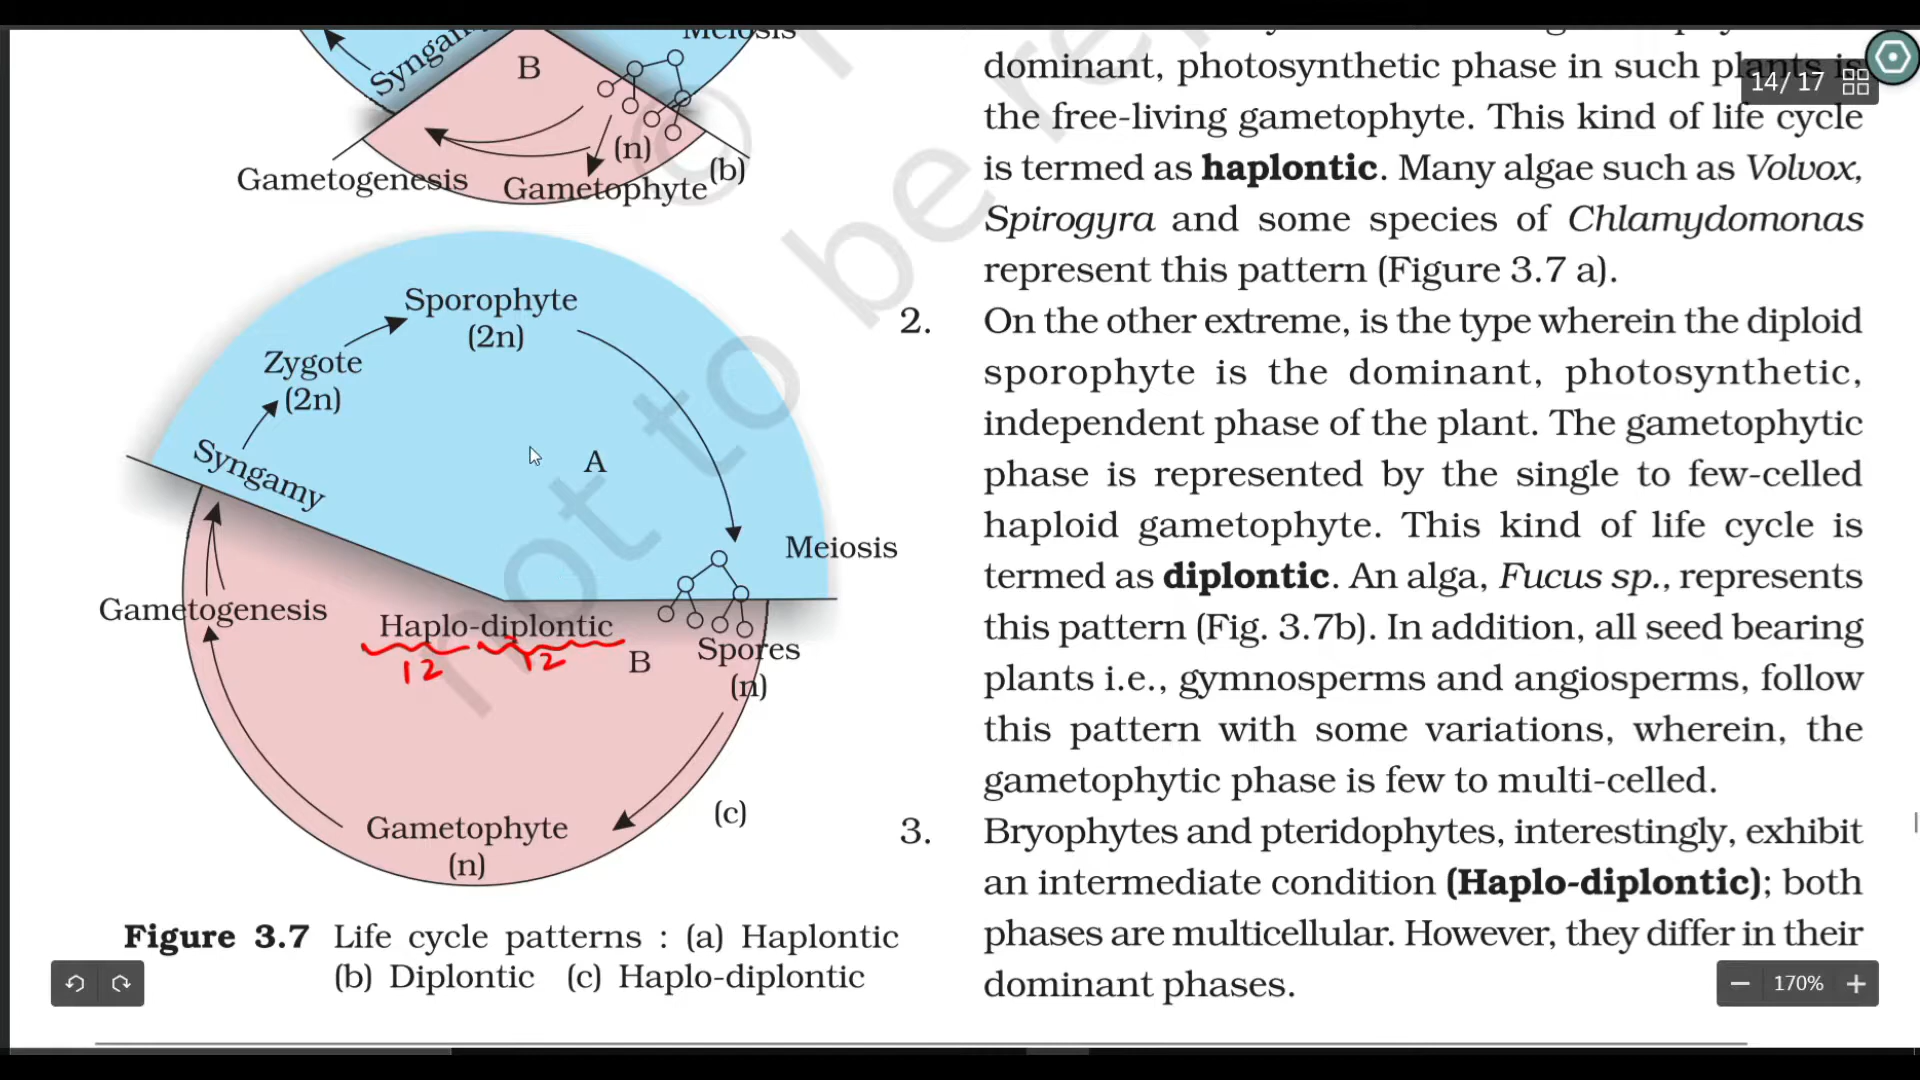 Meiosis
Syngamy
B
(n)
(b)
Gametogenesis
Gametophyte
Sporophyte
(2n)
Zygote
(2n)
Syngamy
A
Meiosis
Gametogenesis
Haplo-diplontic
12 12
B
Spores
(n)
(c)
Gametophyte
(n)
Figure 3.7 Life cycle patterns : (a) Haplontic
(b) Diplontic (c) Haplo-diplontic
dominant, photosynthetic phase in such plants is
14/ 17
the free-living gametophyte. This kind of life cycle
is termed as haplontic. Many algae such as Volvox,
Spirogyra and some species of Chlamydomonas
represent this pattern (Figure 3.7 a).
2. On the other extreme, is the type wherein the diploid
sporophyte is the dominant, photosynthetic,
independent phase of the plant. The gametophytic
phase is represented by the single to few-celled
haploid gametophyte. This kind of life cycle is
termed as diplontic. An alga, Fucus sp., represents
this pattern (Fig. 3.7b). In addition, all seed bearing
plants i.e., gymnosperms and angiosperms, follow
this pattern with some variations, wherein, the
gametophytic phase is few to multi-celled.
3. Bryophytes and pteridophytes, interestingly, exhibit
an intermediate condition (Haplo-diplontic); both
phases are multicellular. However, they differ in their
dominant phases.
170%
not to be